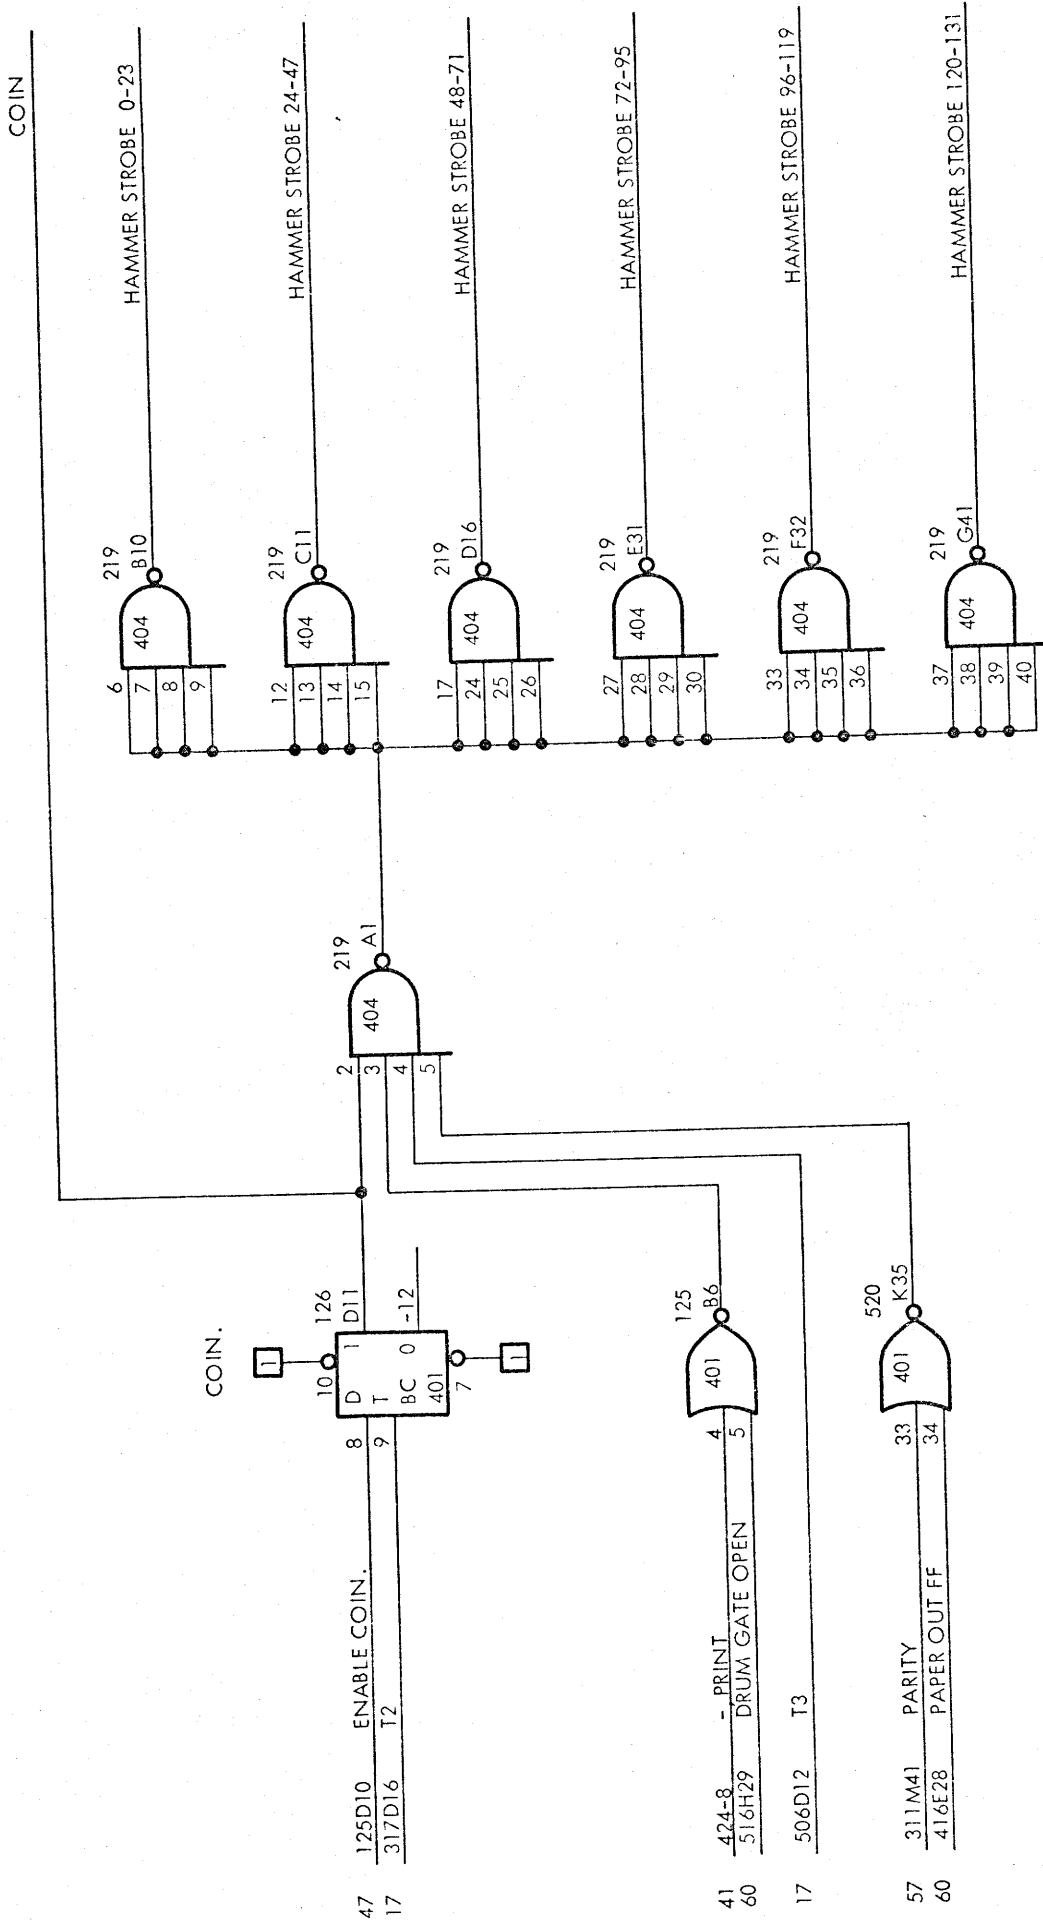 COIN
HAMMER STROBE 0-23
HAMMER STROBE 24-47
HAMMER STROBE 48-71
HAMMER STROBE 72-95
HAMMER STROBE 96-119
HAMMER STROBE 120-131
219
B10
404
6
7
8
9
219
C11
404
12
13
14
15
219
D16
404
17
24
25
26
219
E31
404
27
28
29
30
219
F32
404
33
34
35
36
219
G41
404
37
38
39
40
219
A1
404
2
3
4
5
COIN.
1
10
126
D11
-12
D 1
T
BC 0
401
7
1
8
9
47 125D10 ENABLE COIN.
17 317D16 T2
125
B6
401
4
5
41 424-8 - PRINT
60 516H29 DRUM GATE OPEN
17 506D12 T3
520
K35
401
33
34
57 311M41 PARITY
60 416E28 PAPER OUT FF